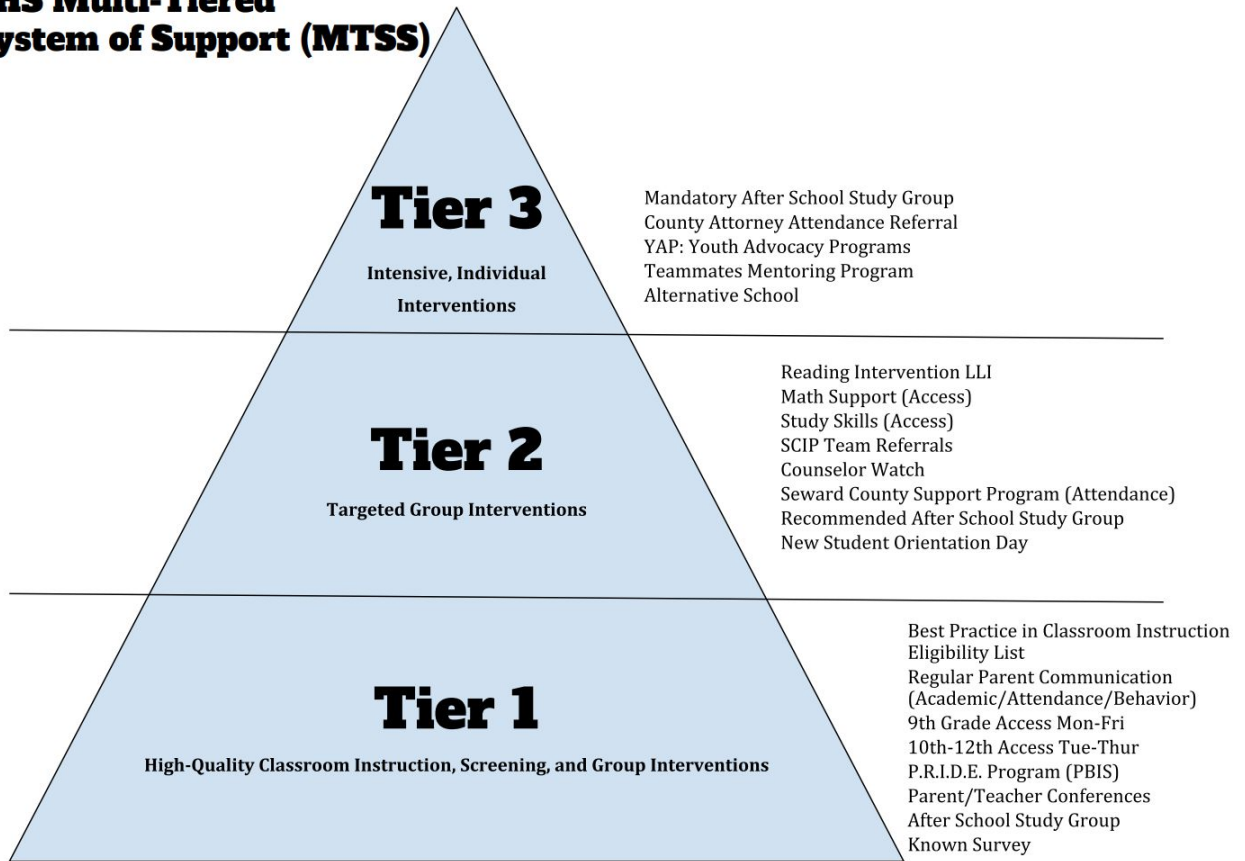 HS Multi-Tiered
ystem of Support (MTSS)
Tier 3
Intensive, Individual
Interventions
Mandatory After School Study Group
County Attorney Attendance Referral
YAP: Youth Advocacy Programs
Teammates Mentoring Program
Alternative School
Tier 2
Targeted Group Interventions
Reading Intervention LLI
Math Support (Access)
Study Skills (Access)
SCIP Team Referrals
Counselor Watch
Seward County Support Program (Attendance)
Recommended After School Study Group
New Student Orientation Day
Tier 1
High-Quality Classroom Instruction, Screening, and Group Interventions
Best Practice in Classroom Instruction
Eligibility List
Regular Parent Communication
(Academic/Attendance/Behavior)
9th Grade Access Mon-Fri
10th-12th Access Tue-Thur
P.R.I.D.E. Program (PBIS)
Parent/Teacher Conferences
After School Study Group
Known Survey